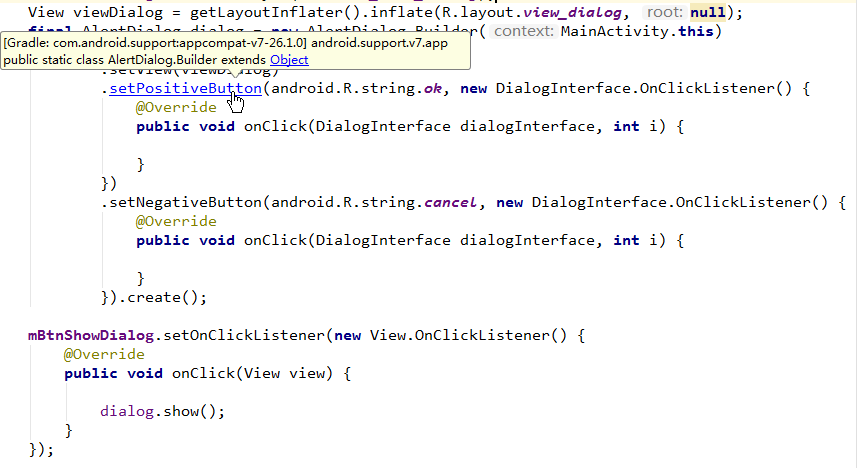 View viewDialog = getLayoutInflater().inflate(R.layout.view_dialog, root: null);
final AlertDialog dialog = new AlertDialog.Builder( context: MainActivity.this)
[Gradle: com.android.support:appcompat-v7-26.1.0] android.support.v7.app
public static class AlertDialog.Builder extends Object
.setView(viewDialog)
.setPositiveButton(android.R.string.ok, new DialogInterface.OnClickListener() {
@Override
public void onClick(DialogInterface dialogInterface, int i) {
}
})
.setNegativeButton(android.R.string.cancel, new DialogInterface.OnClickListener() {
@Override
public void onClick(DialogInterface dialogInterface, int i) {
}
}).create();
mBtnShowDialog.setOnClickListener(new View.OnClickListener() {
@Override
public void onClick(View view) {
dialog.show();
}
});